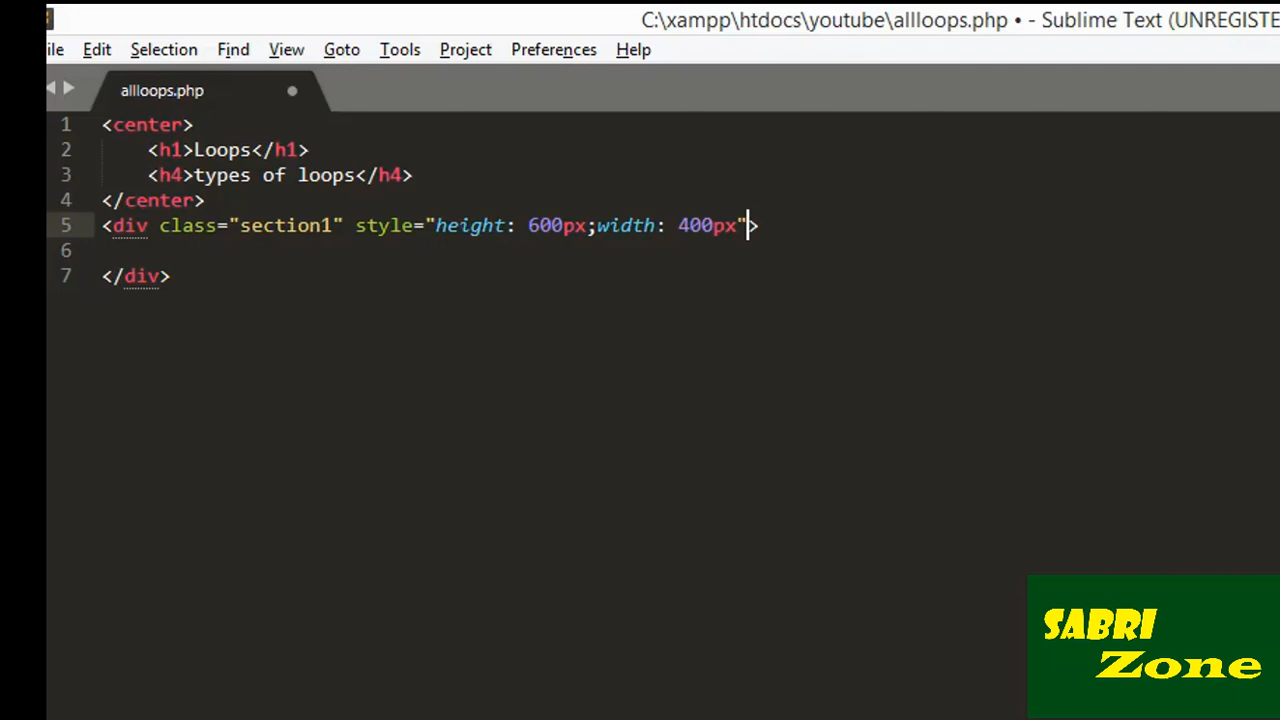 C:\xampp\htdocs\youtube\allloops.php • - Sublime Text (UNREGISTE
ile Edit Selection Find View Goto Tools Project Preferences Help
allloops.php
1 <center>
2 <h1>Loops</h1>
3 <h4>types of loops</h4>
4 </center>
5 <div class="section1" style="height: 600px;width: 400px">
6
7 </div>
SABRI
Zone